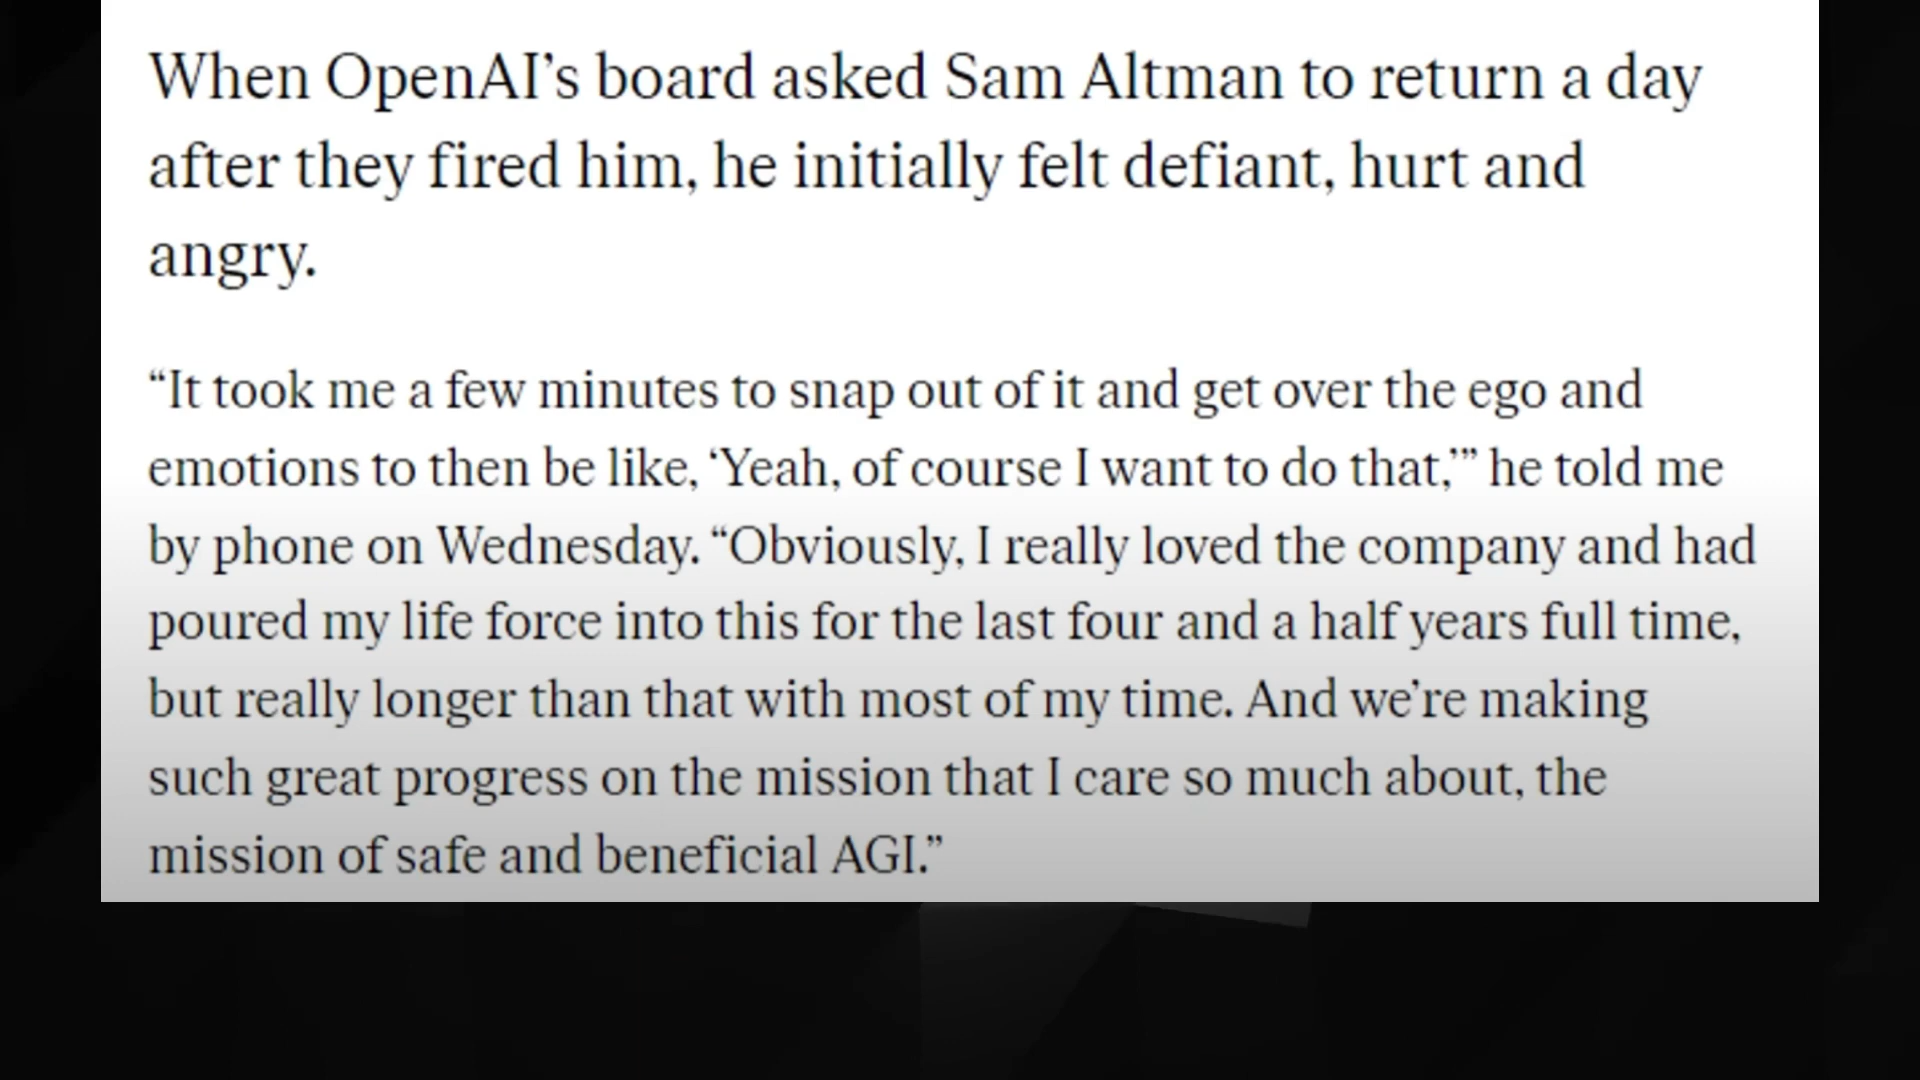 When OpenAI’s board asked Sam Altman to return a day
after they fired him, he initially felt defiant, hurt and
angry.
“It took me a few minutes to snap out of it and get over the ego and
emotions to then be like, ‘Yeah, of course I want to do that,’” he told me
by phone on Wednesday. “Obviously, I really loved the company and had
poured my life force into this for the last four and a half years full time,
but really longer than that with most of my time. And we’re making
such great progress on the mission that I care so much about, the
mission of safe and beneficial AGI.”